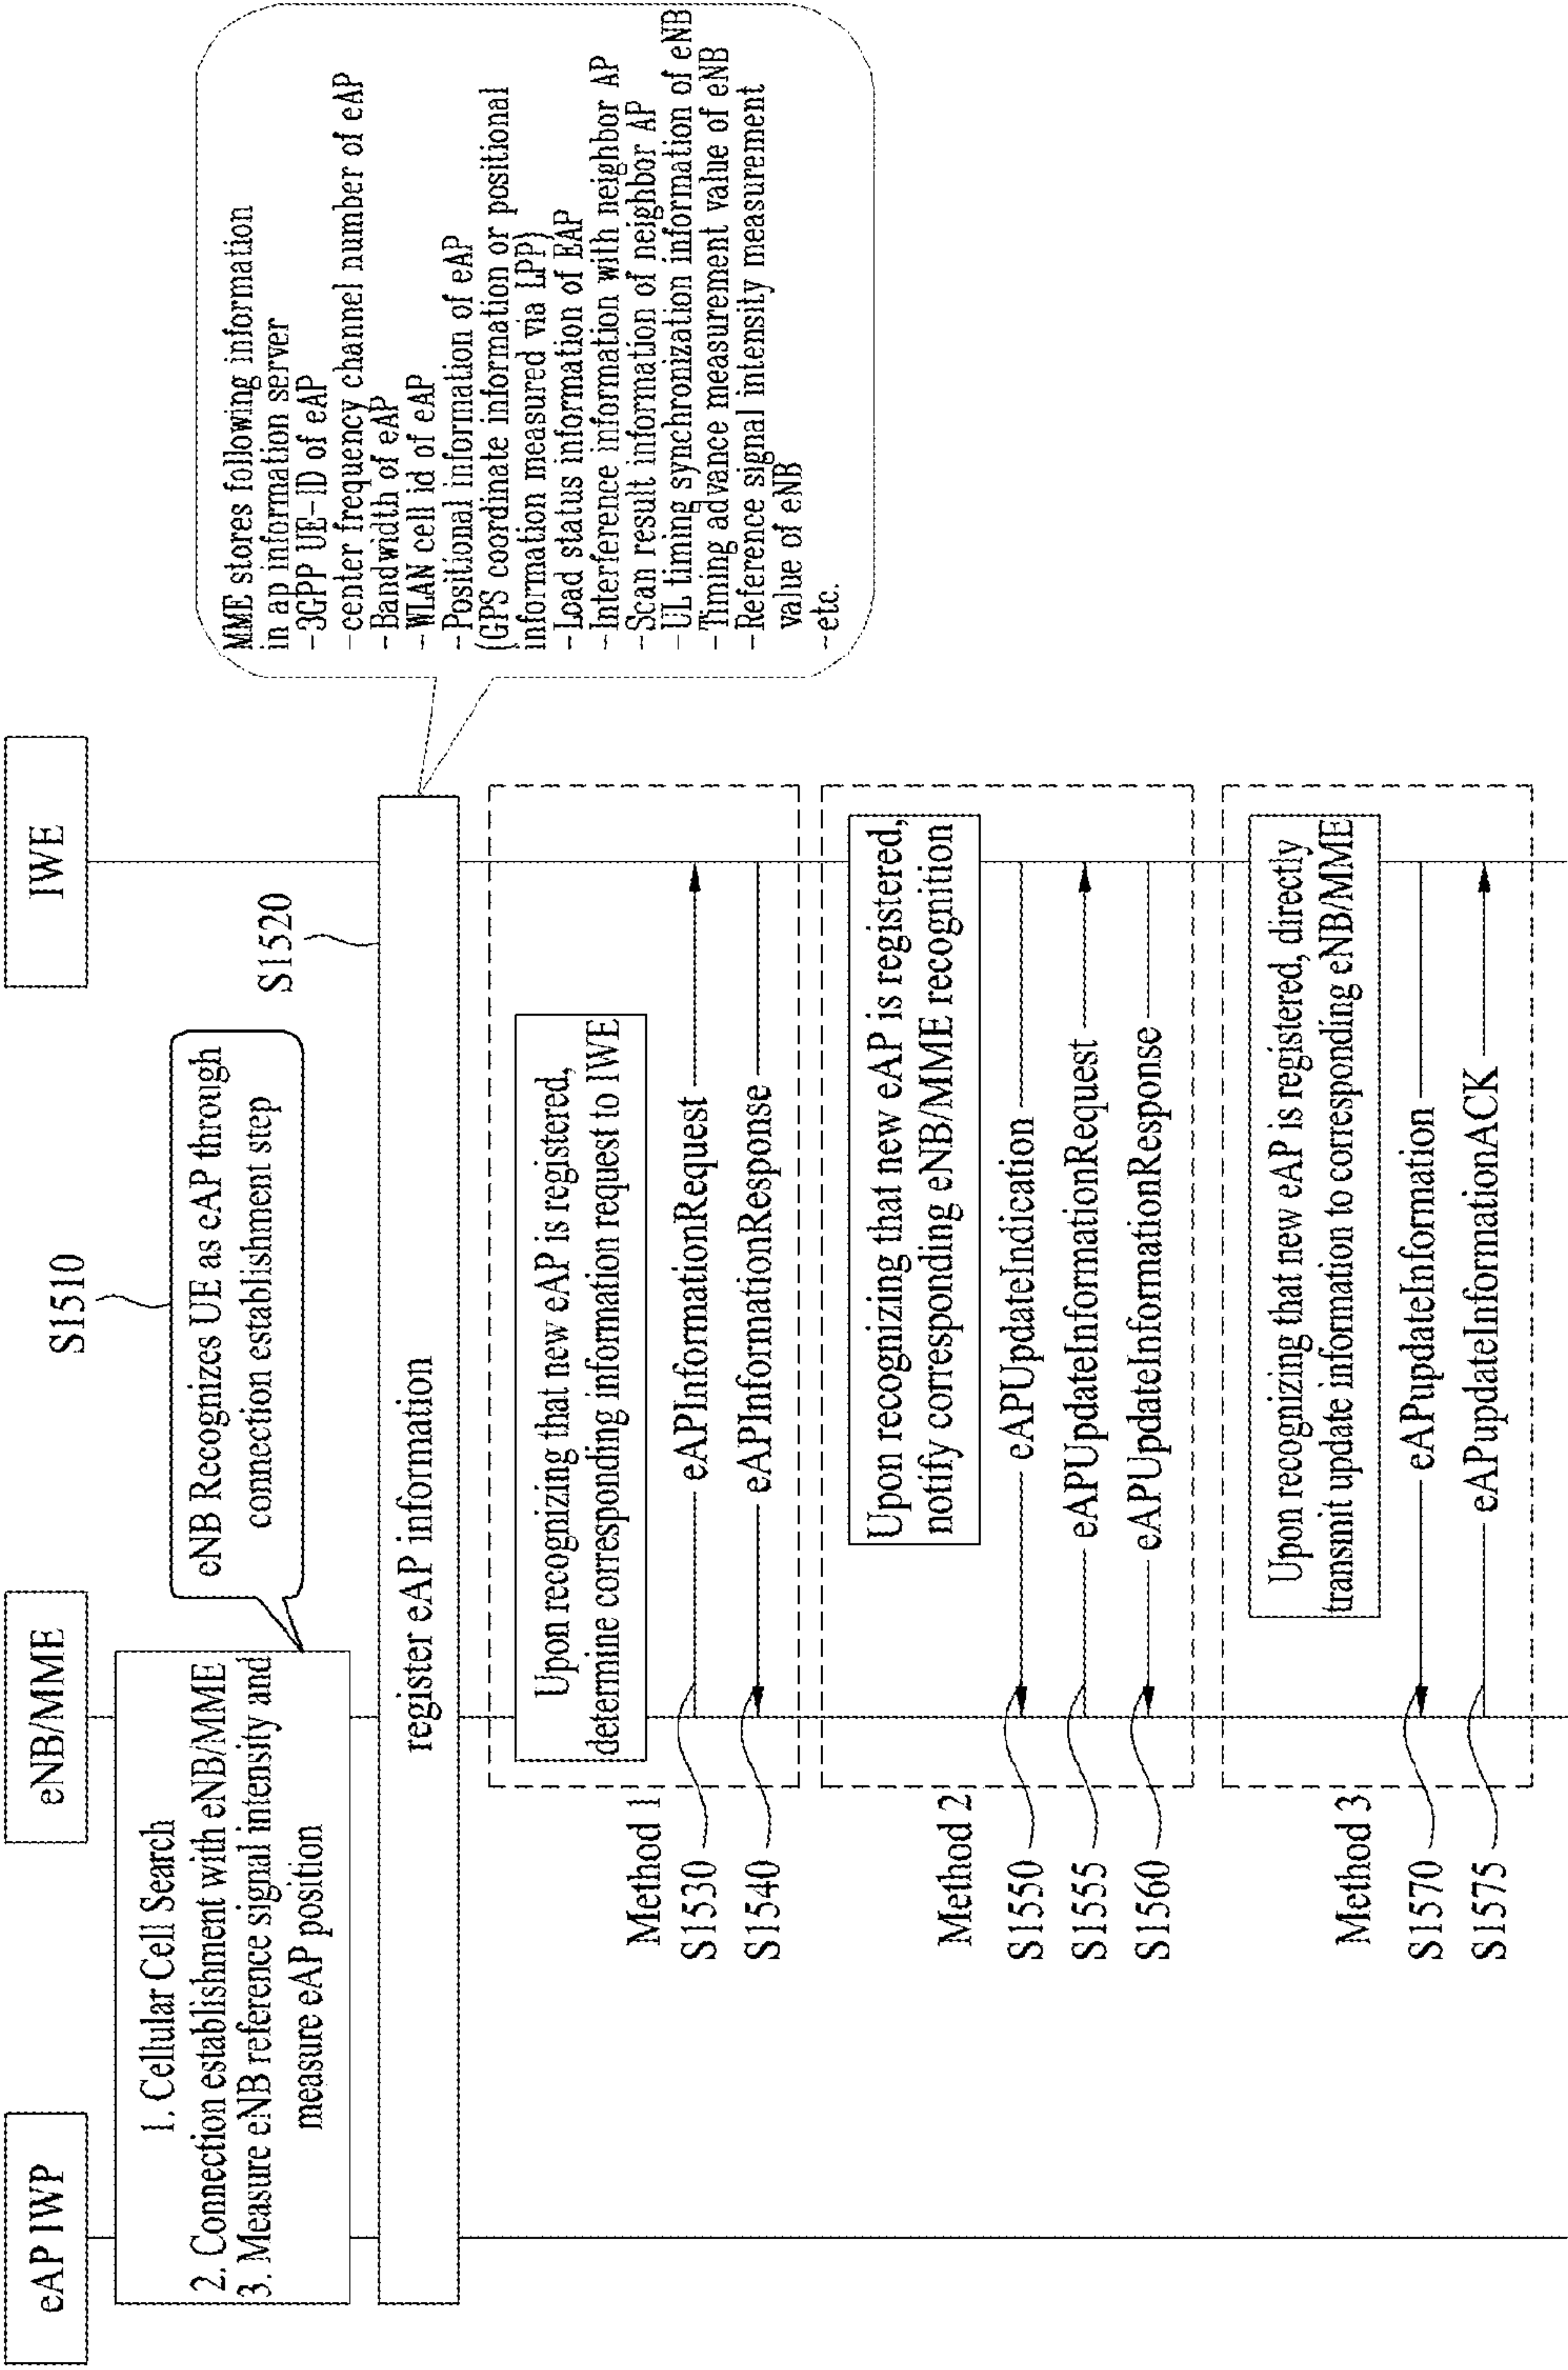 eAP IWP
eNB/MME
IWE
S1510
1. Cellular Cell Search
2. Connection establishment with eNB/MME
3. Measure eNB reference signal intensity and
measure eAP position
eNB Recognizes UE as eAP through
connection establishment step
S1520
register eAP information
MME stores following information
in ap information server
-3GPP UE-ID of eAP
-center frequency channel number of eAP
-Bandwidth of eAP
-WLAN cell id of eAP
-Positional information of eAP
(GPS coordinate information or positional
information measured via LPP)
-Load status information of EAP
-Interference information with neighbor AP
-Scan result information of neighbor AP
-UL timing synchronization information of eNB
-Timing advance measurement value of eNB
-Reference signal intensity measurement
value of eNB
-etc.
Method 1
Upon recognizing that new eAP is registered,
determine corresponding information request to IWE
S1530
eAPInformationRequest
S1540
eAPInformationResponse
Method 2
Upon recognizing that new eAP is registered,
notify corresponding eNB/MME recognition
S1550
eAPUpdateIndication
S1555
eAPUpdateInformationRequest
S1560
eAPUpdateInformationResponse
Method 3
Upon recognizing that new eAP is registered, directly
transmit update information to corresponding eNB/MME
S1570
eAPupdateInformation
S1575
eAPupdateInformationACK